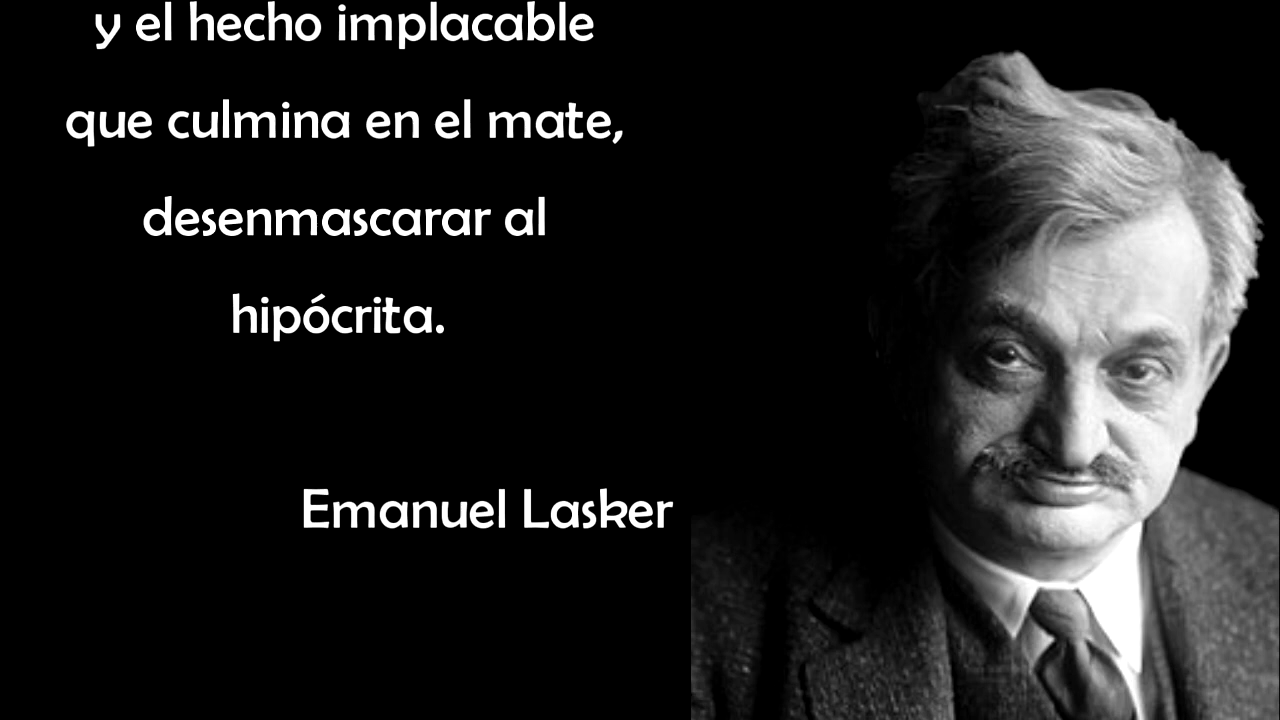 y el hecho implacable
que culmina en el mate,
desenmascarar al
hipócrita.
Emanuel Lasker